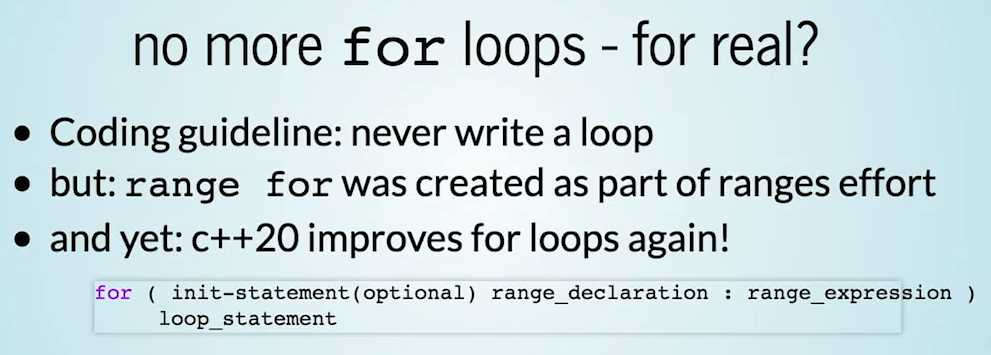 no more for loops - for real?
• Coding guideline: never write a loop
• but: range for was created as part of ranges effort
• and yet: c++20 improves for loops again!
for ( init-statement(optional) range_declaration : range_expression )
loop_statement